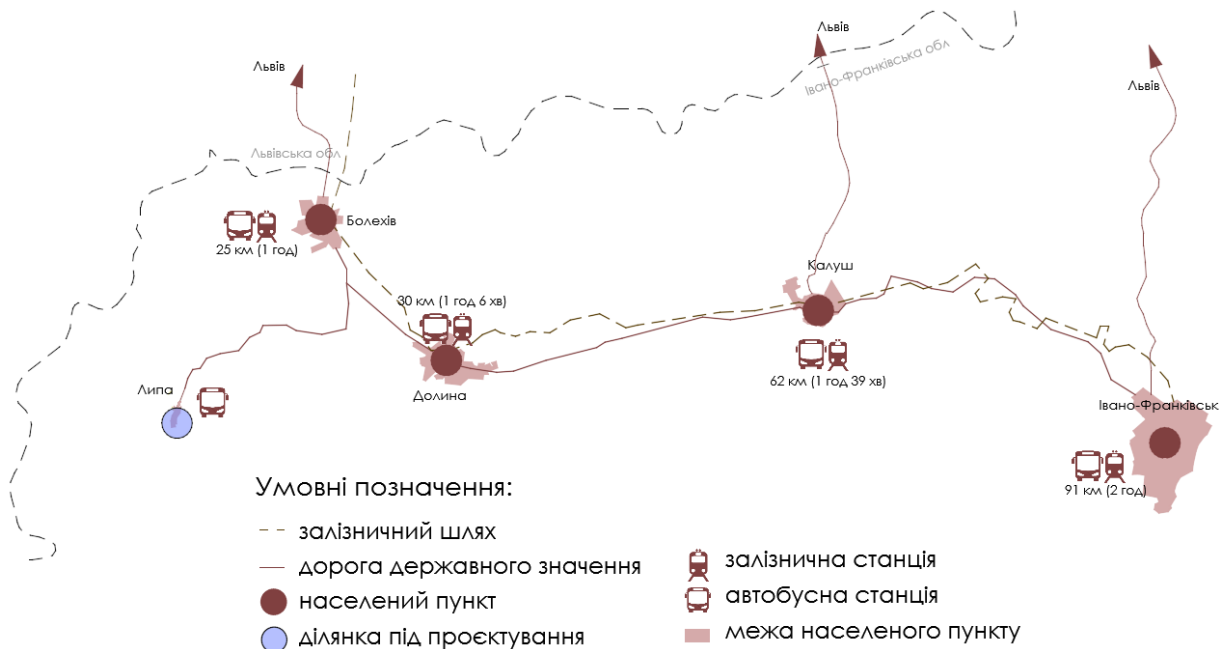 Львів
Івано-Франківська обл
Львів
Львів
Львівська обл
Болехів
25 км (1 год)
Калуш
30 км (1 год 6 хв)
62 км (1 год 39 хв)
Липа
Долина
Івано-Франківськ
91 км (2 год)
Умовні позначення:
залізничний шлях
дорога державного значення
населений пункт
ділянка під проєктування
залізнична станція
автобусна станція
межа населеного пункту